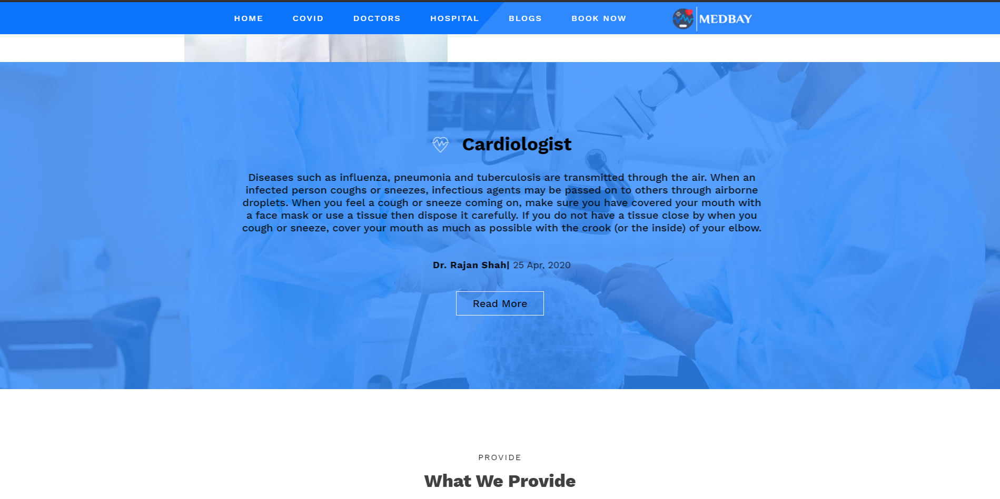 HOME COVID DOCTORS HOSPITAL BLOGS BOOK NOW MEDBAY
Cardiologist
Diseases such as influenza, pneumonia and tuberculosis are transmitted through the air. When an
infected person coughs or sneezes, infectious agents may be passed on to others through airborne
droplets. When you feel a cough or sneeze coming on, make sure you have covered your mouth with
a face mask or use a tissue then dispose it carefully. If you do not have a tissue close by when you
cough or sneeze, cover your mouth as much as possible with the crook (or the inside) of your elbow.
Dr. Rajan Shah| 25 Apr, 2020
Read More
PROVIDE
What We Provide